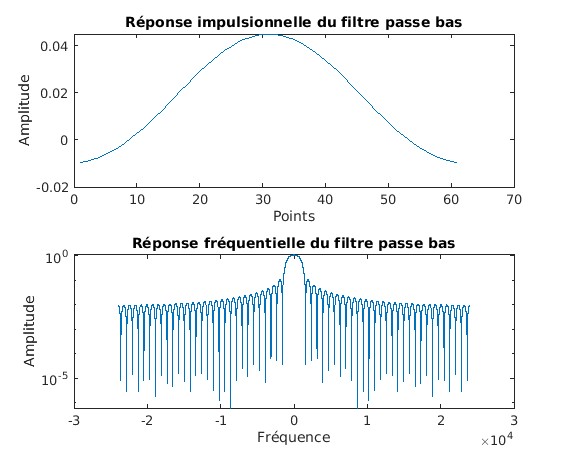 Réponse impulsionnelle du filtre passe bas
0.04
0.02
0
-0.02
Amplitude
0 10 20 30 40 50 60 70
Points
Réponse fréquentielle du filtre passe bas
10^0
10^-5
Amplitude
-3 -2 -1 0 1 2 3
Fréquence
×10^4